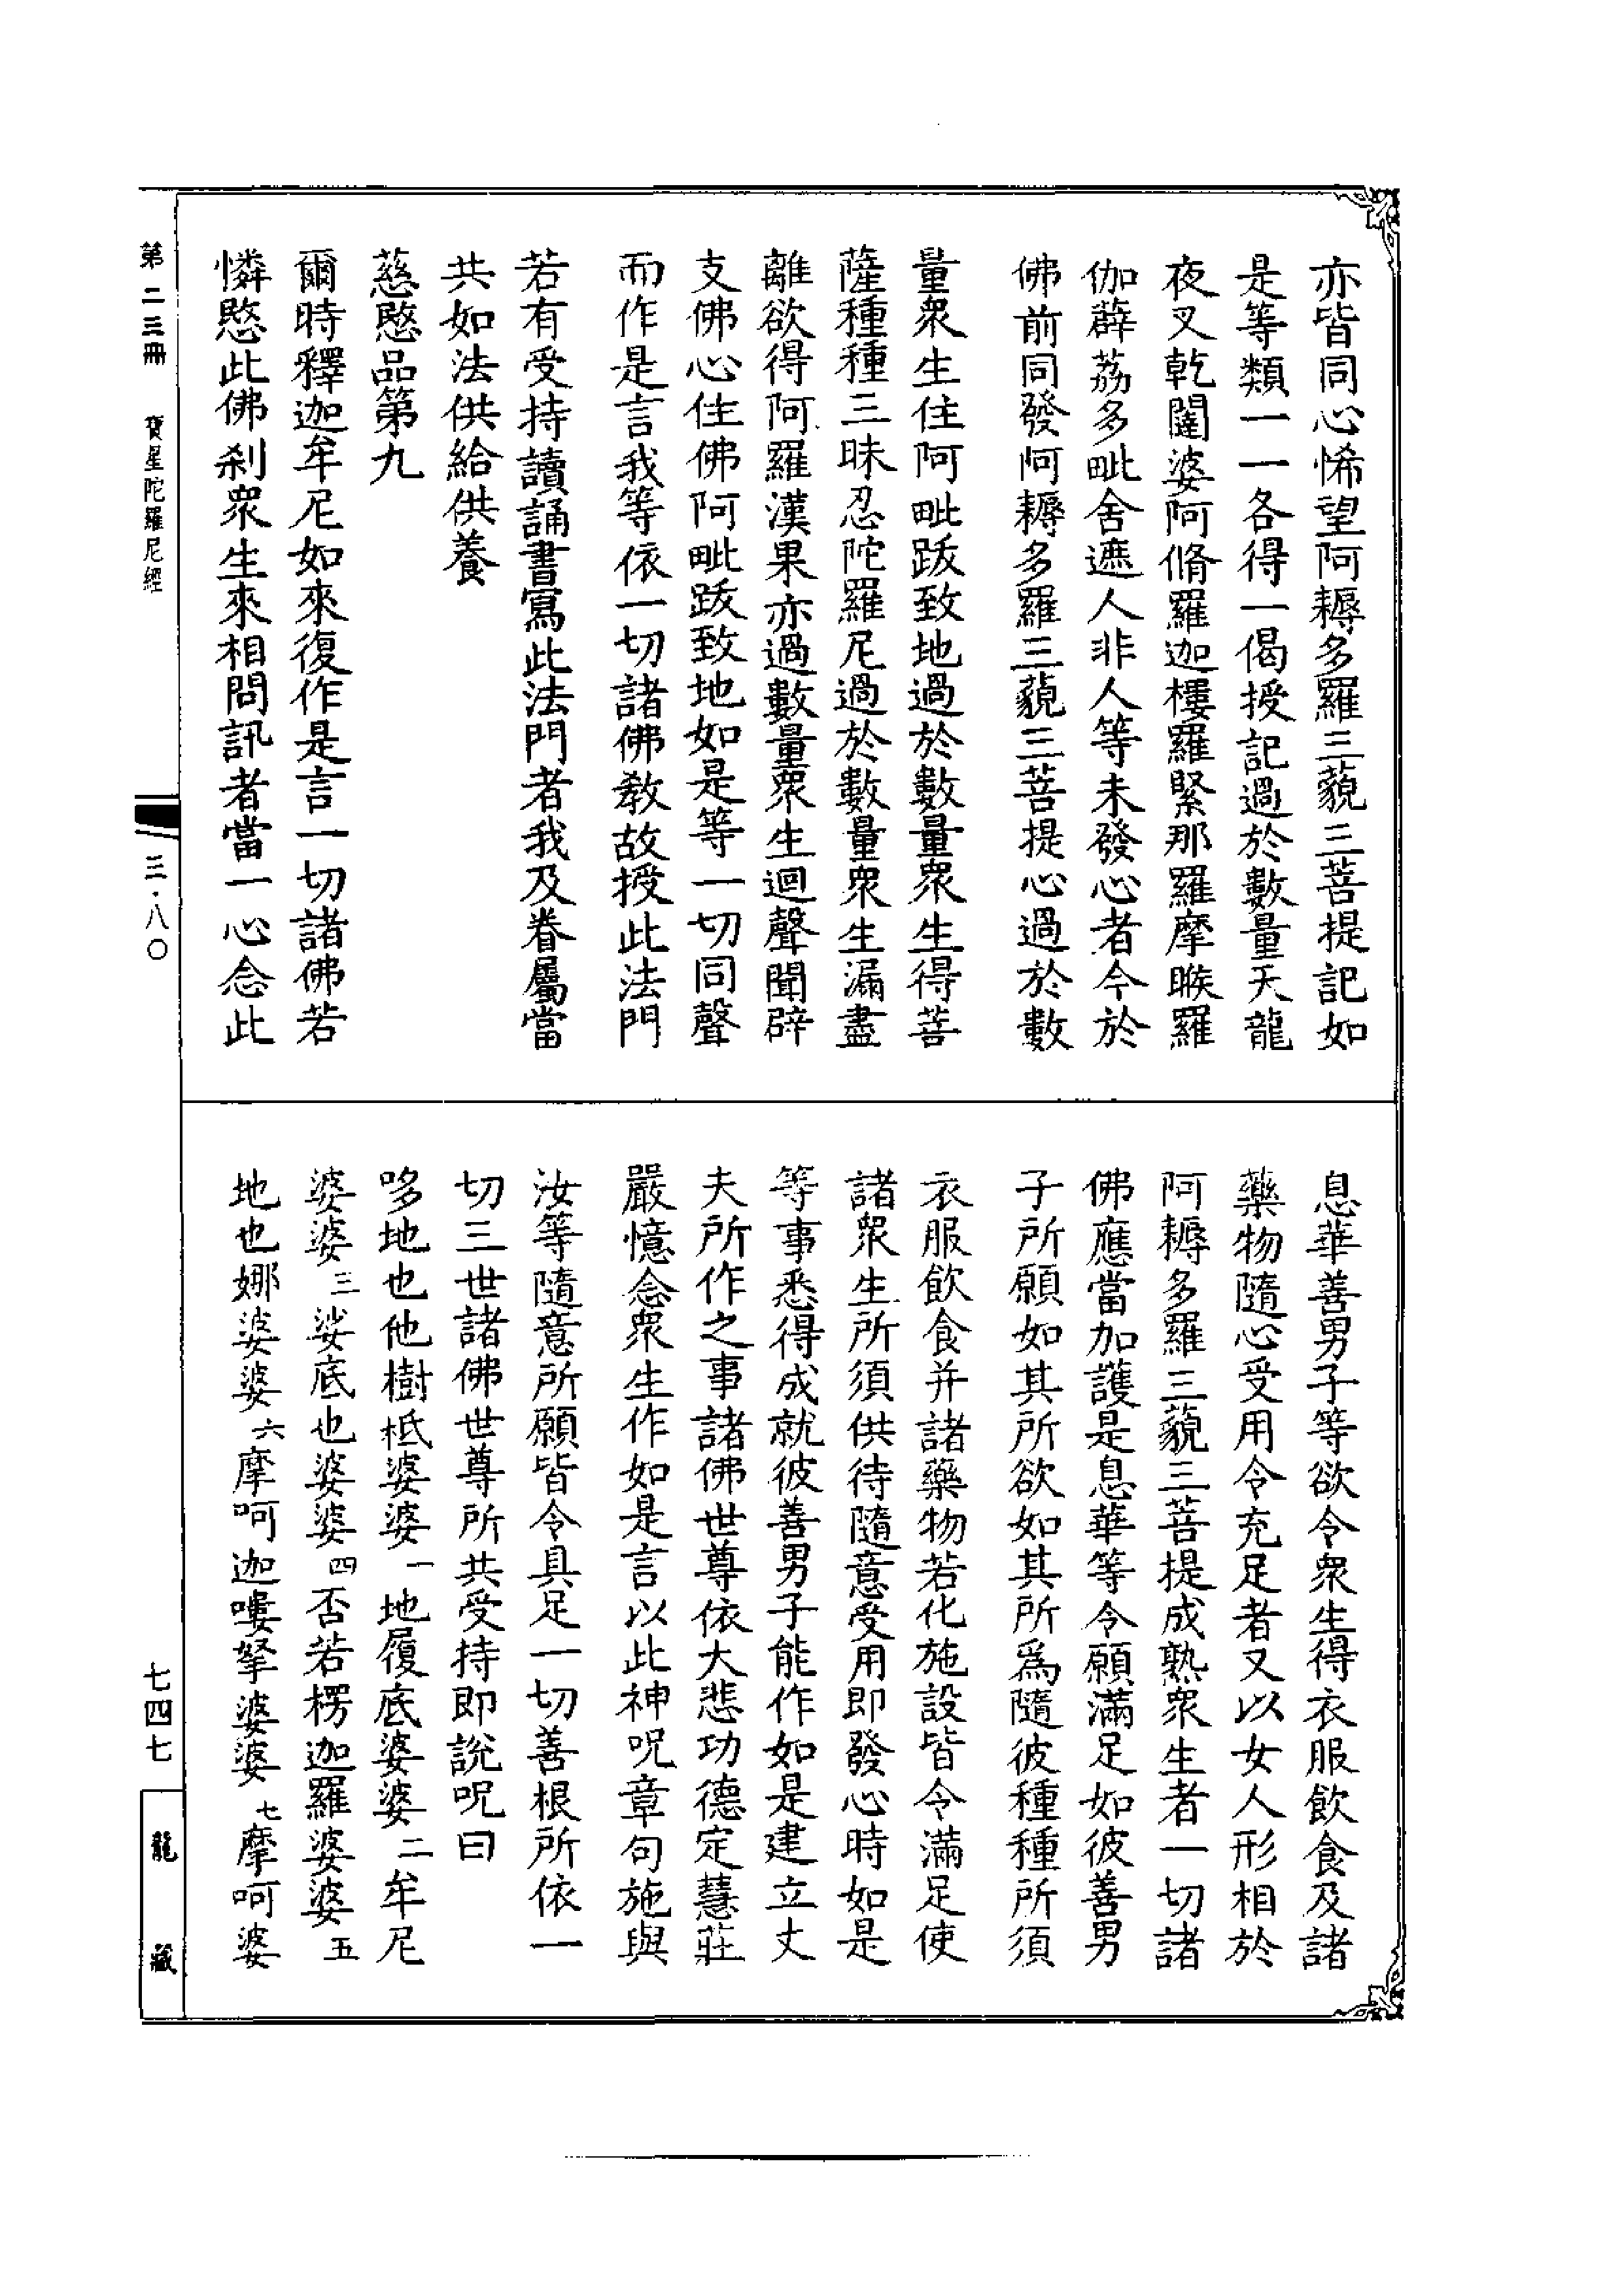 亦皆同心悕望阿耨多羅三藐三菩提記如
是等類一一各得一偈授記過於數量天龍
夜叉乾闥婆阿脩羅迦樓羅緊那羅摩睺羅
伽薜荔多毗舍遮人非人等未發心者今於
佛前同發阿耨多羅三藐三菩提心過於數
量衆生住阿毗跋致地過於數量衆生得菩
薩種種三昧忍陀羅尼過於數量衆生漏盡
離欲得阿羅漢果亦過數量衆生迴聲聞辟
支佛心住佛阿毗跋致地如是等一切同聲
而作是言我等依一切諸佛教故授此法門
若有受持讀誦書寫此法門者我及眷屬當
共如法供給供養
慈愍品第九
爾時釋迦牟尼如來復作是言一切諸佛若
憐愍此佛刹衆生來相問訊者當一心念此
息華善男子等欲令衆生得衣服飲食及諸
藥物隨心受用令充足者又以女人形相於
阿耨多羅三藐三菩提成熟衆生者一切諸
佛應當加護是息華等令願滿足如彼善男
子所願如其所欲如其所爲隨彼種種所須
衣服飲食并諸藥物若化施設皆令滿足使
諸衆生所須供待隨意受用即發心時如是
等事悉得成就彼善男子能作如是建立丈
夫所作之事諸佛世尊依大悲功德定慧莊
嚴憶念衆生作如是言以此神呪章句施與
汝等隨意所願皆令具足一切善根所依一
切三世諸佛世尊所共受持即說呪曰
哆地也他樹柢婆婆一地履底婆婆二牟尼
婆婆三娑底也婆婆四否若楞迦羅婆婆五
地也娜婆婆六摩呵迦嘍拏婆婆七摩呵婆
第二三冊 寶星陀羅尼經
三·八〇
七四七
龍藏